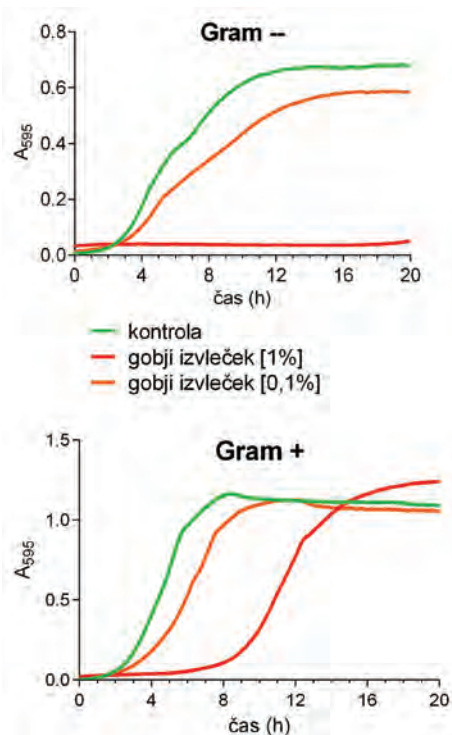 Gram --
0.8
0.6
0.4
0.2
0.0
A595
0 4 8 12 16 20
čas (h)
kontrola
gobji izvleček [1%]
gobji izvleček [0,1%]
Gram +
1.5
1.0
0.5
0.0
A595
0 4 8 12 16 20
čas (h)